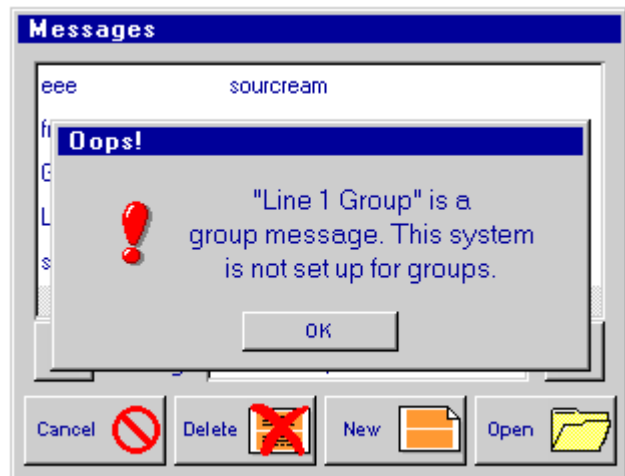 Messages
eee sourcream
Oops!
"Line 1 Group" is a
group message. This system
is not set up for groups.
OK
Cancel
Delete
New
Open